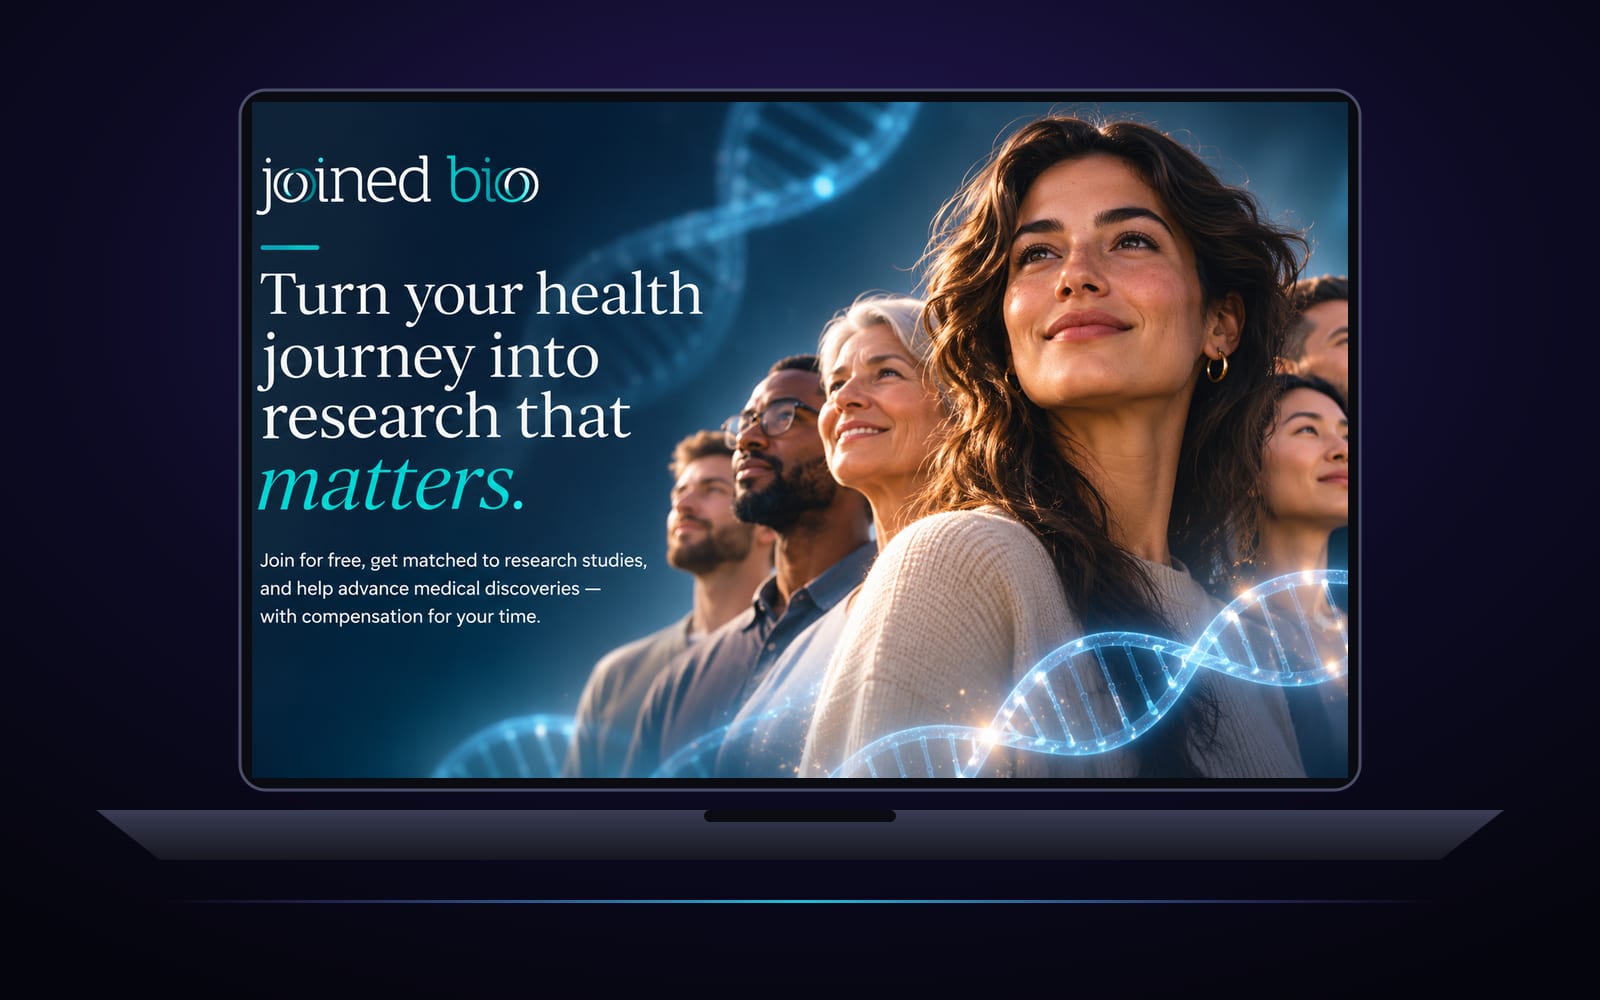 joined bio
Turn your health
journey into
research that
matters.
Join for free, get matched to research studies,
and help advance medical discoveries —
with compensation for your time.